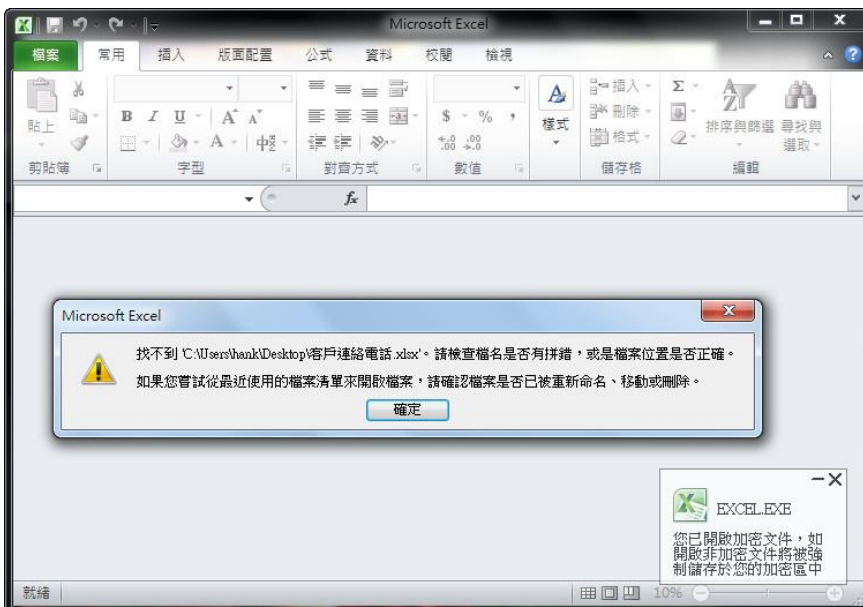 Microsoft Excel
檔案 常用 插入 版面配置 公式 資料 校閱 檢視
貼上
B I U A A
A 中
$ % ,
.00 .0
樣式
插入
刪除
格式
Σ
排序與篩選
尋找與
選取
剪貼簿 字型 對齊方式 數值 儲存格 編輯
fx
Microsoft Excel
找不到 'C:\Users\hank\Desktop\客戶連絡電話.xlsx'。請檢查檔名是否有拼錯，或是檔案位置是否正確。
如果您嘗試從最近使用的檔案清單來開啟檔案，請確認檔案是否已被重新命名、移動或刪除。
確定
EXCEL.EXE
您已開啟加密文件，如
開啟非加密文件將被強
制儲存於您的加密區中
就緒 10%